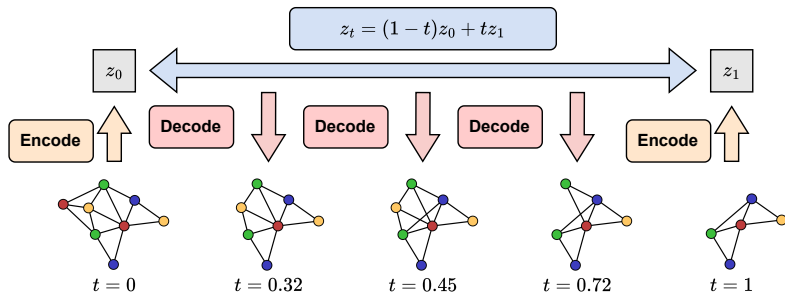 $z_t = (1-t)z_0 + tz_1$
$z_0$
$z_1$
Encode
Decode
Decode
Decode
Encode
$t = 0$
$t = 0.32$
$t = 0.45$
$t = 0.72$
$t = 1$